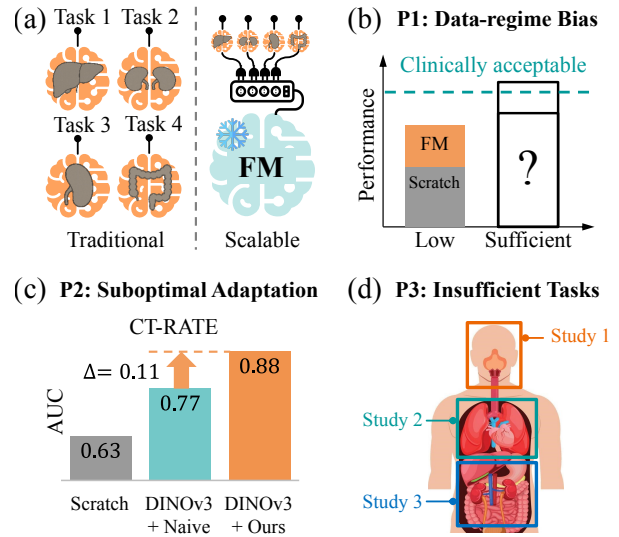 (a)
Task 1
Task 2
Task 3
Task 4
Traditional
FM
Scalable
(b) P1: Data-regime Bias
Clinically acceptable
Performance
FM
Scratch
?
Low
Sufficient
(c) P2: Suboptimal Adaptation
CT-RATE
Δ= 0.11
AUC
0.63
0.77
0.88
Scratch
DINOv3
+ Naive
DINOv3
+ Ours
(d) P3: Insufficient Tasks
Study 1
Study 2
Study 3